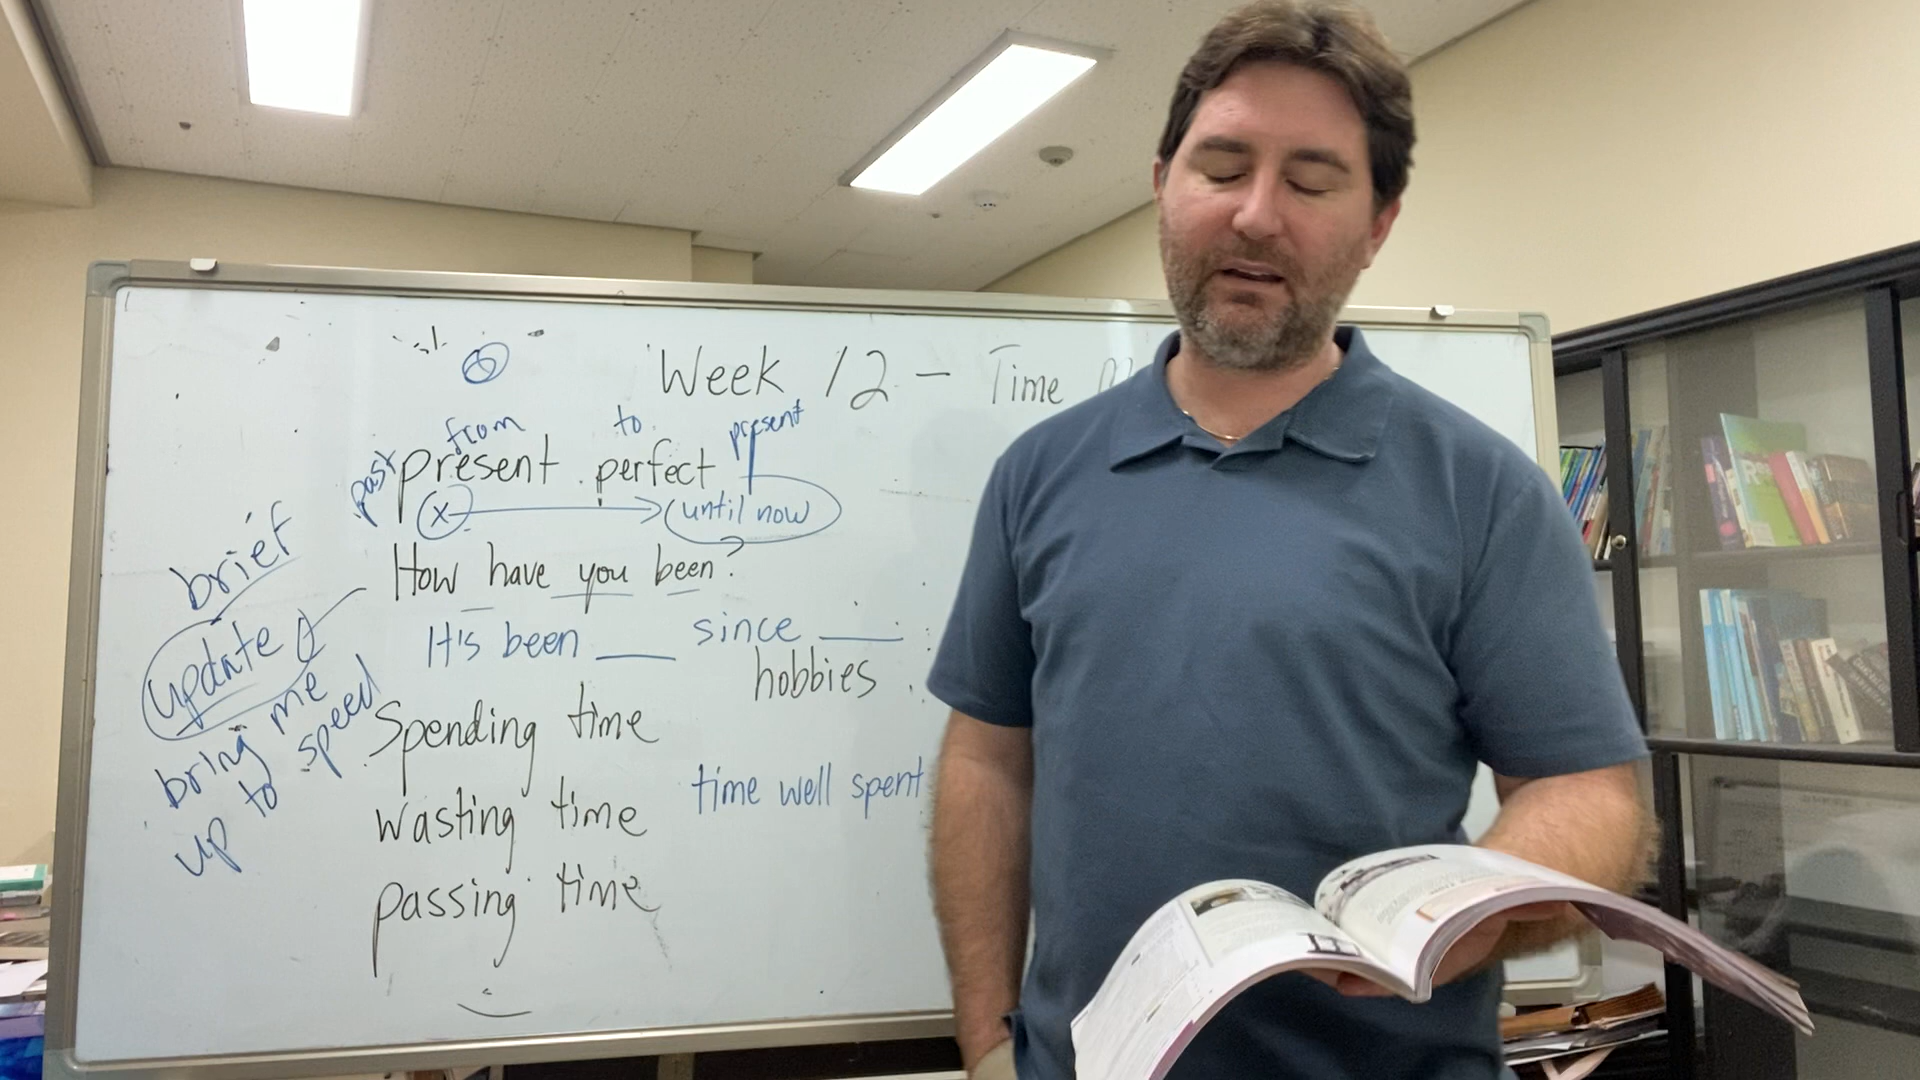 Week 12 - Time
from to present
past present perfect
x until now
How have you been?
It's been ___ since ___
hobbies
brief
update
bring me
up to speed
Spending time
time well spent
wasting time
passing time